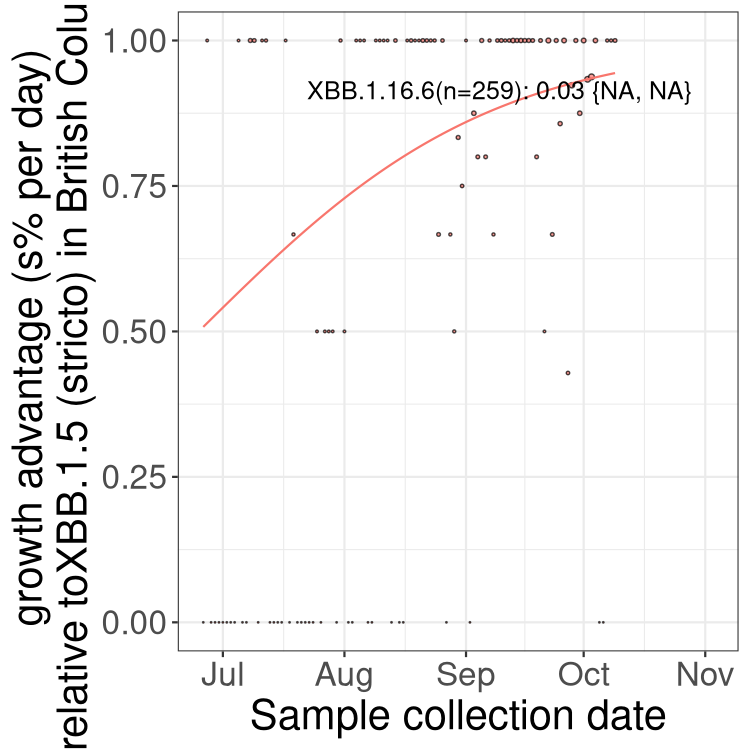 growth advantage (s% per day)
relative toXBB.1.5 (stricto) in British Colu
1.00
0.75
0.50
0.25
0.00
XBB.1.16.6(n=259): 0.03 {NA, NA}
Jul Aug Sep Oct Nov
Sample collection date